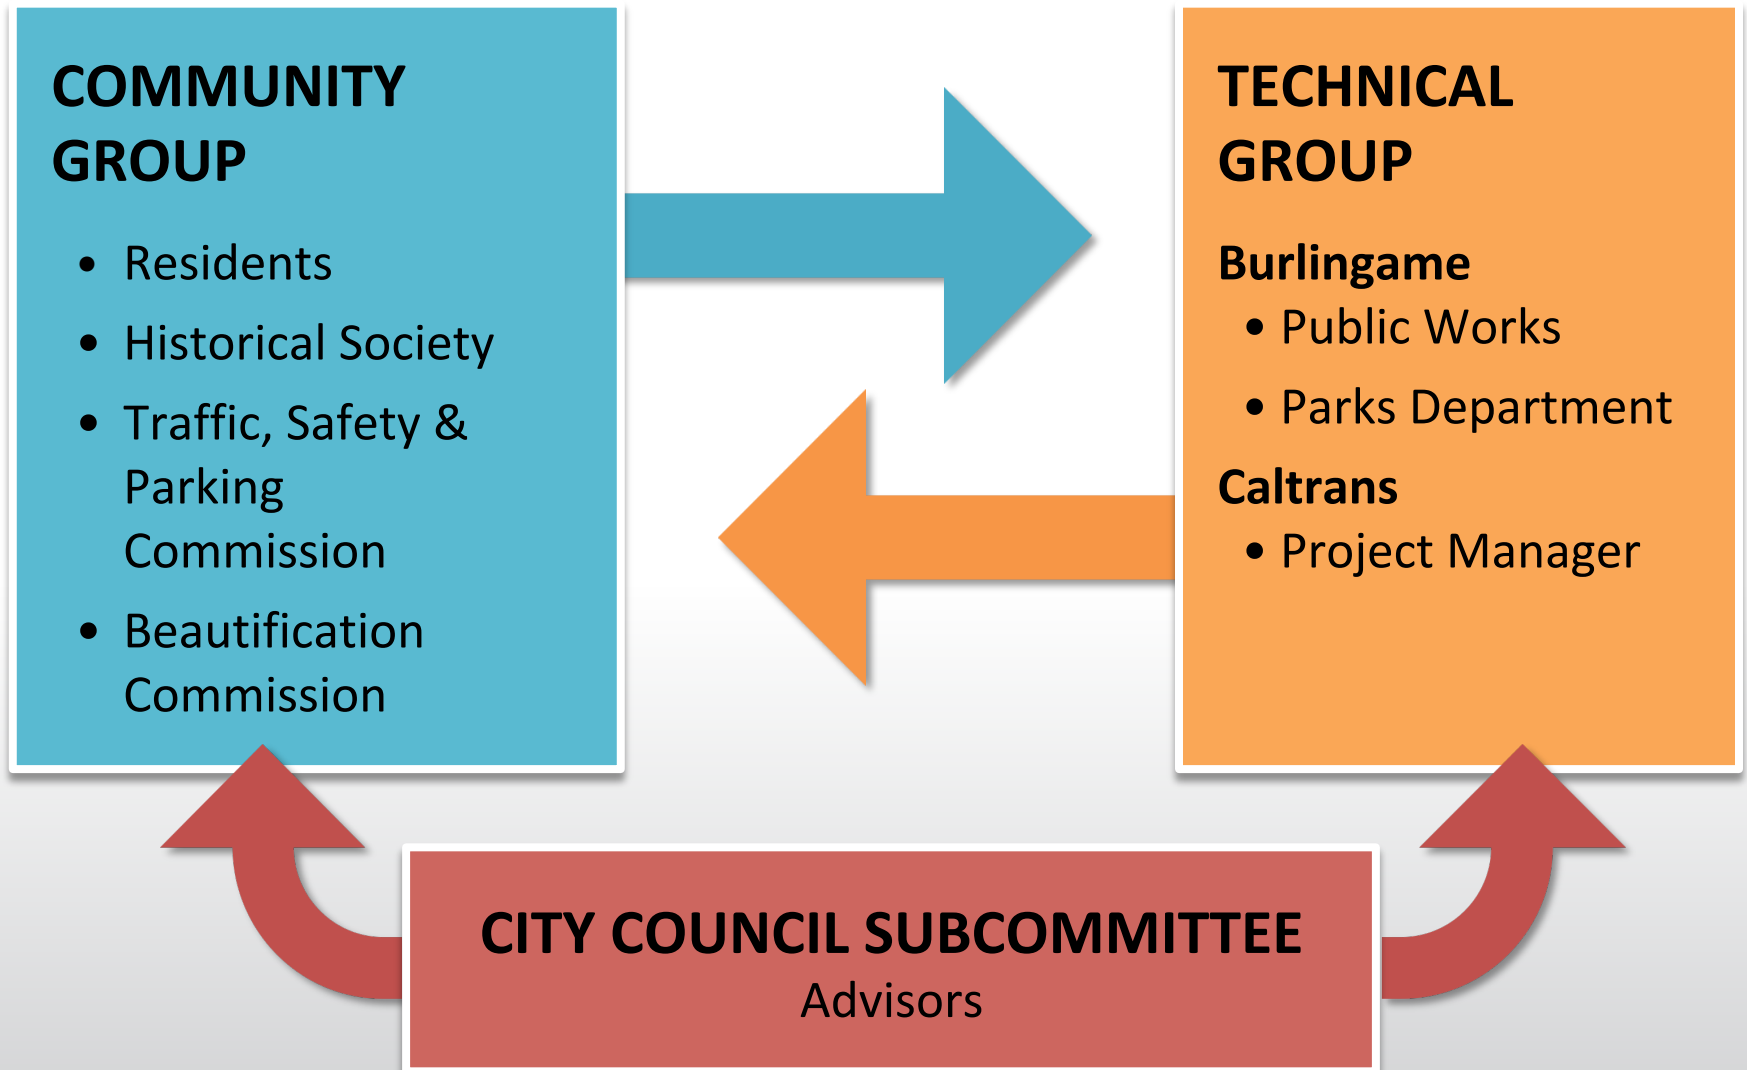 COMMUNITY
GROUP
• Residents
• Historical Society
• Traffic, Safety &
Parking
Commission
• Beautification
Commission
TECHNICAL
GROUP
Burlingame
• Public Works
• Parks Department
Caltrans
• Project Manager
CITY COUNCIL SUBCOMMITTEE
Advisors